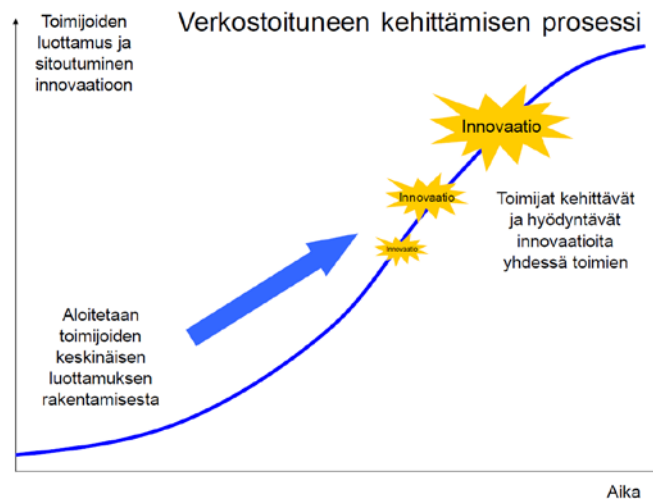 Toimijoiden
luottamus ja
sitoutuminen
innovaatioon
Verkostoituneen kehittämisen prosessi
Innovaatio
Innovaatio
Innovaatio
Toimijat kehittävät
ja hyödyntävät
innovaatioita
yhdessä toimien
Aloitetaan
toimijoiden
keskinäisen
luottamuksen
rakentamisesta
Aika